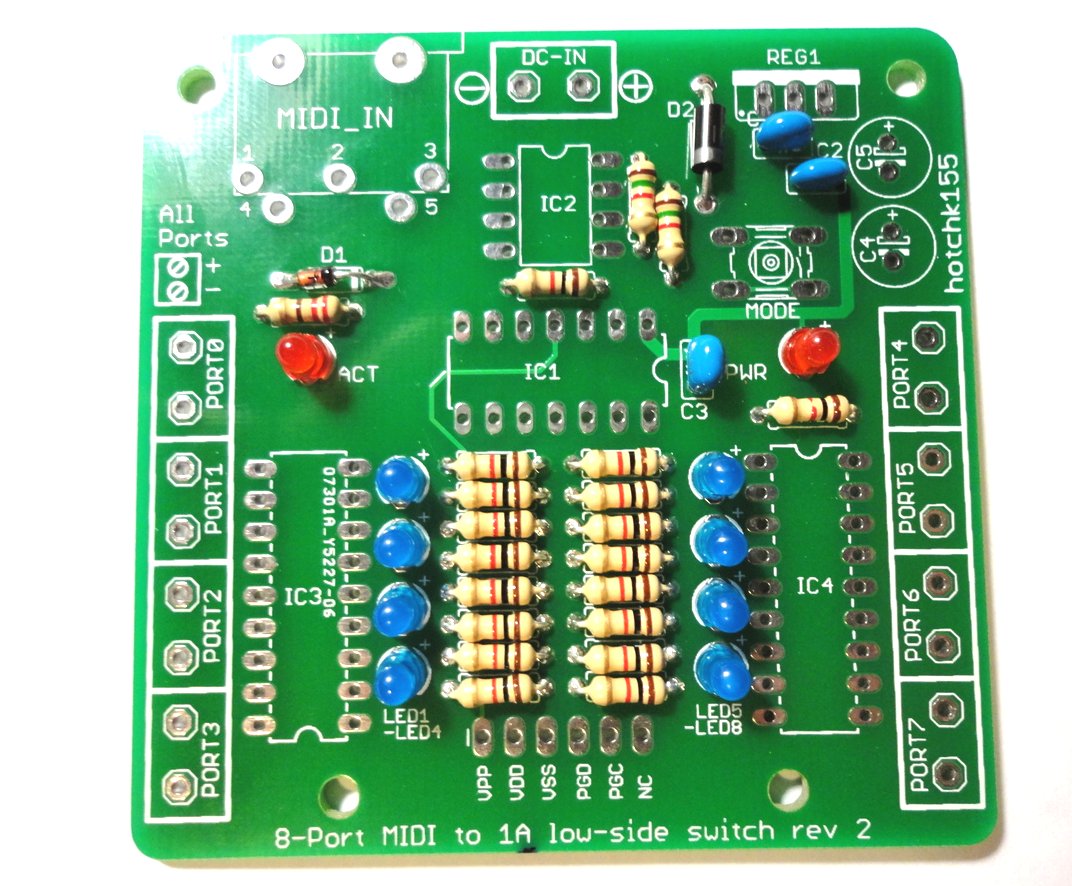 DC-IN
REG1
MIDI_IN
D2
C2
C5
1
2
3
4
5
IC2
hotchk155
All
Ports
+
-
D1
C4
MODE
ACT
IC1
PWR
C3
PORT0
PORT4
PORT1
PORT5
07301A_Y5227-06
IC3
IC4
PORT2
PORT6
LED1
-LED4
LED5
-LED8
PORT3
PORT7
1
VPP
VDD
VSS
PGD
PGC
NC
8-Port MIDI to 1A low-side switch rev 2